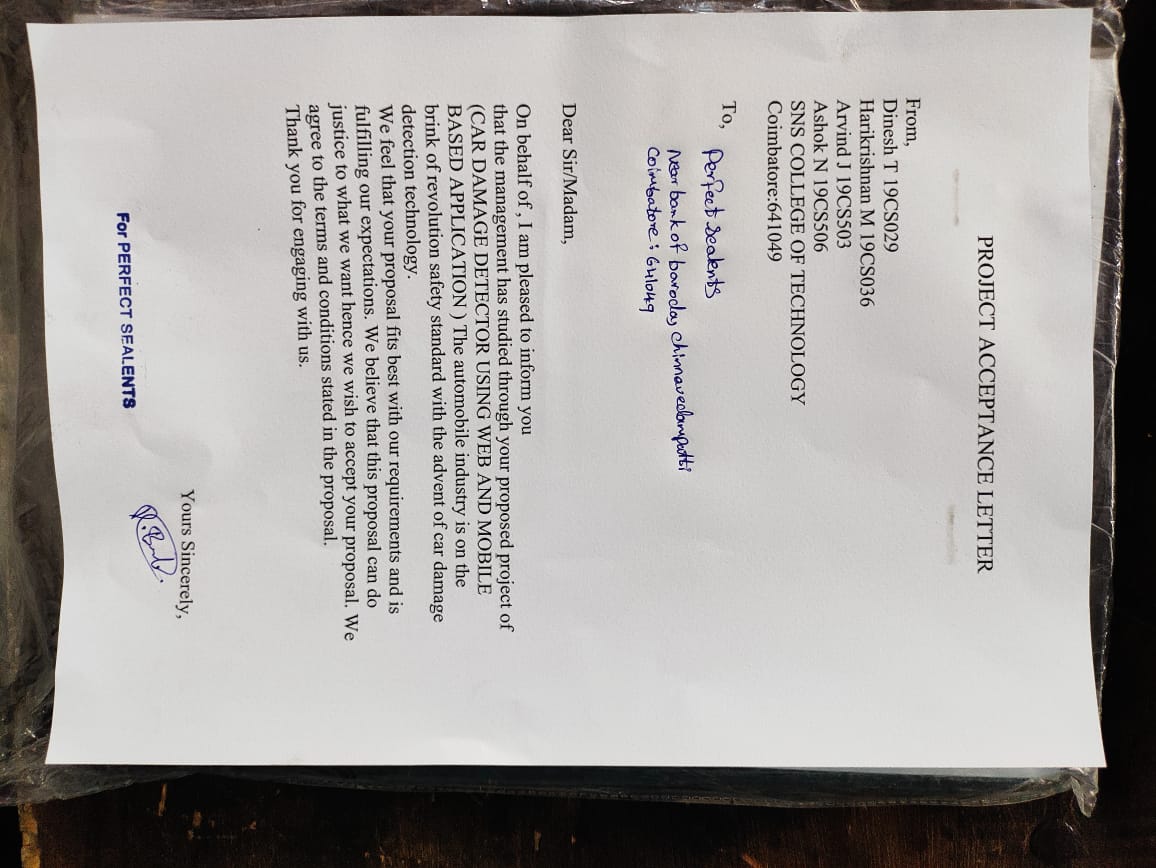 PROJECT ACCEPTANCE LETTER
From,
Dinesh T 19CS029
Harikrishnan M 19CS036
Arvind J 19CS503
Ashok N 19CS506
SNS COLLEGE OF TECHNOLOGY
Coimbatore:641049
To,
Perfect Sealents
Near bank of baroda, chinnavedampatti
Coimbatore : 641049
Dear Sir/Madam,
On behalf of , I am pleased to inform you
that the management has studied through your proposed project of
(CAR DAMAGE DETECTOR USING WEB AND MOBILE
BASED APPLICATION ) The automobile industry is on the
brink of revolution safety standard with the advent of car damage
detection technology.
We feel that your proposal fits best with our requirements and is
fulfilling our expectations. We believe that this proposal can do
justice to what we want hence we wish to accept your proposal. We
agree to the terms and conditions stated in the proposal.
Thank you for engaging with us.
Yours Sincerely,
For PERFECT SEALENTS